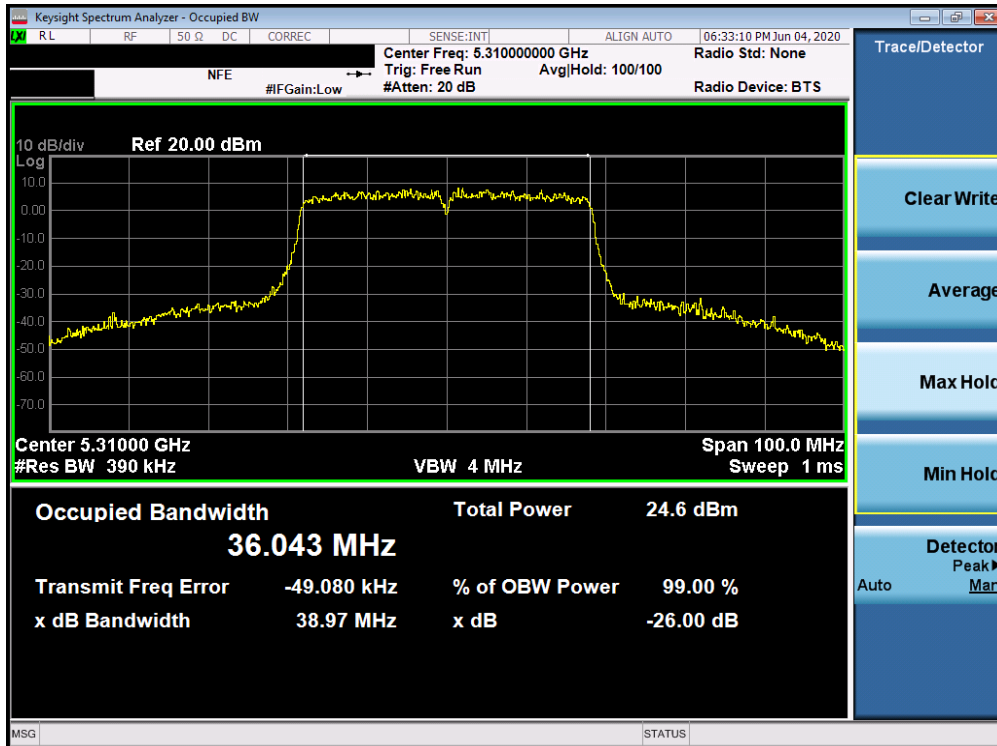 Keysight Spectrum Analyzer - Occupied BW
LXI RL RF 50 Ω DC CORREC SENSE:INT ALIGN AUTO 06:33:10 PM Jun 04, 2020
Center Freq: 5.310000000 GHz Radio Std: None
NFE Trig: Free Run Avg|Hold: 100/100
#IFGain:Low #Atten: 20 dB Radio Device: BTS
Trace/Detector
10 dB/div Ref 20.00 dBm
Log
10.0
0.00
-10.0
-20.0
-30.0
-40.0
-50.0
-60.0
-70.0
Center 5.31000 GHz Span 100.0 MHz
#Res BW 390 kHz VBW 4 MHz Sweep 1 ms
Occupied Bandwidth Total Power 24.6 dBm
36.043 MHz
Transmit Freq Error -49.080 kHz % of OBW Power 99.00 %
x dB Bandwidth 38.97 MHz x dB -26.00 dB
Clear Write
Average
Max Hold
Min Hold
Detector
Peak
Auto Man
MSG STATUS